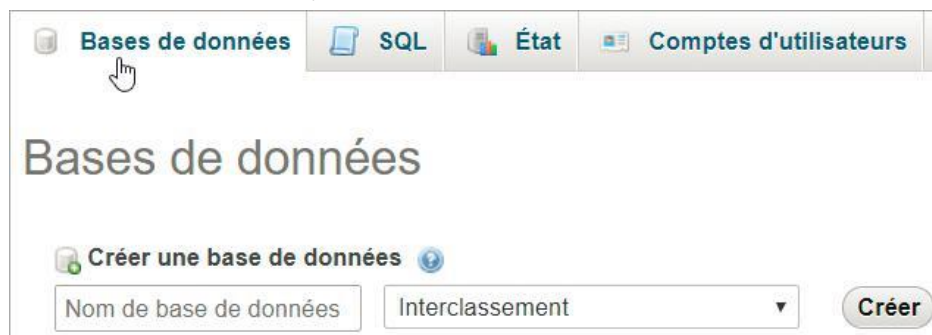 Bases de données SQL État Comptes d'utilisateurs
Bases de données
Créer une base de données
Nom de base de données Interclassement Créer